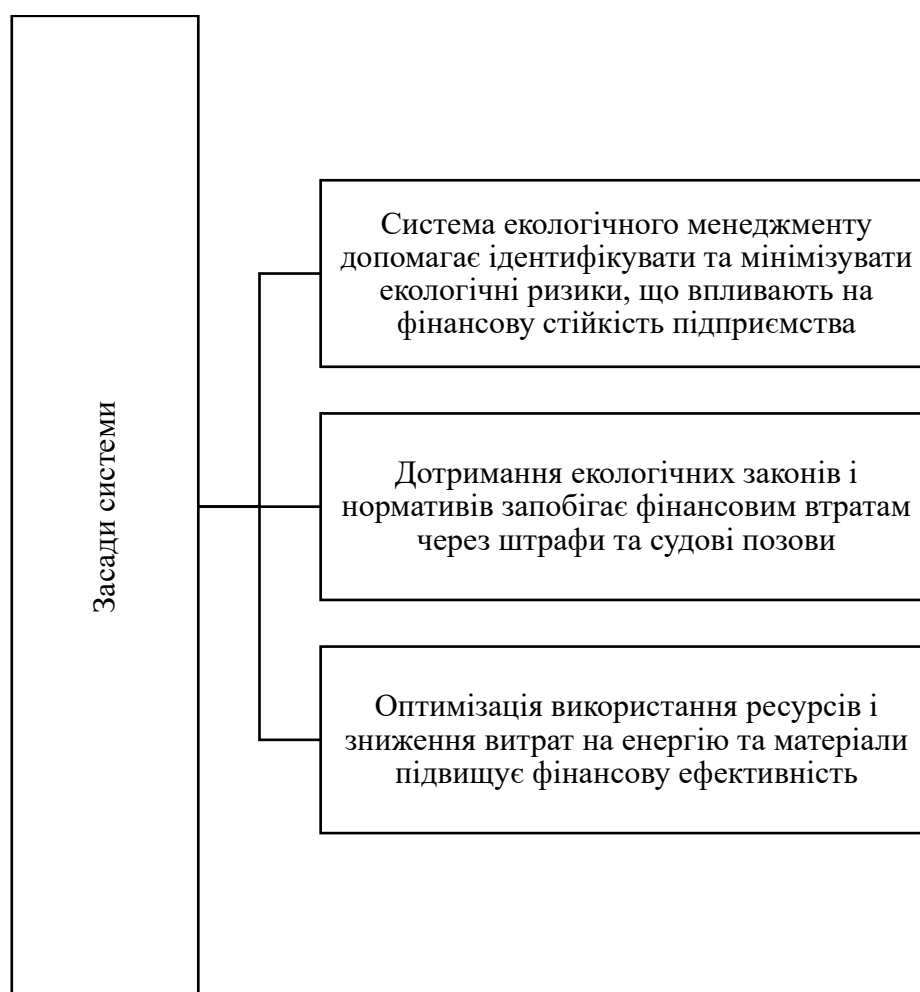 Засади системи
Система екологічного менеджменту
допомагає ідентифікувати та мінімізувати
екологічні ризики, що впливають на
фінансову стійкість підприємства
Дотримання екологічних законів і
нормативів запобігає фінансовим втратам
через штрафи та судові позови
Оптимізація використання ресурсів і
зниження витрат на енергію та матеріали
підвищує фінансову ефективність